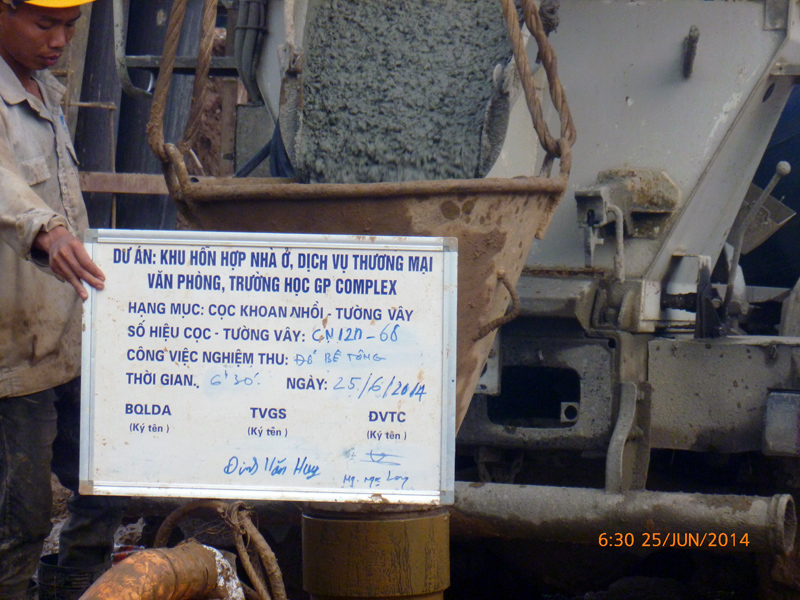 DỰ ÁN: KHU HỖN HỢP NHÀ Ở, DỊCH VỤ THƯƠNG MẠI
VĂN PHÒNG, TRƯỜNG HỌC GP COMPLEX
HẠNG MỤC: CỌC KHOAN NHỒI - TƯỜNG VÂY
SỐ HIỆU CỌC - TƯỜNG VÂY: CN120-68
CÔNG VIỆC NGHIỆM THU: Đổ BÊ TÔNG
THỜI GIAN. 6'30' NGÀY: 25/6/2014
BQLDA TVGS ĐVTC
(Ký tên) (Ký tên) (Ký tên)
Đinh Văn Huy
6:30 25/JUN/2014